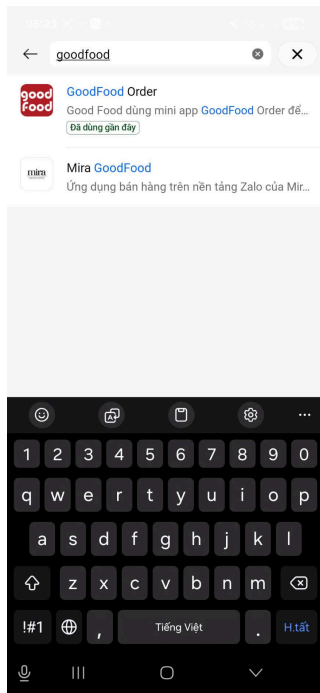 goodfood
good food
GoodFood Order
Good Food dùng mini app GoodFood Order để...
Đã dùng gần đây
mira
Mira GoodFood
Ứng dụng bán hàng trên nền tảng Zalo của Mir...
1 2 3 4 5 6 7 8 9 0
q w e r t y u i o p
a s d f g h j k l
z x c v b n m
!#1 , Tiếng Việt . H.tất